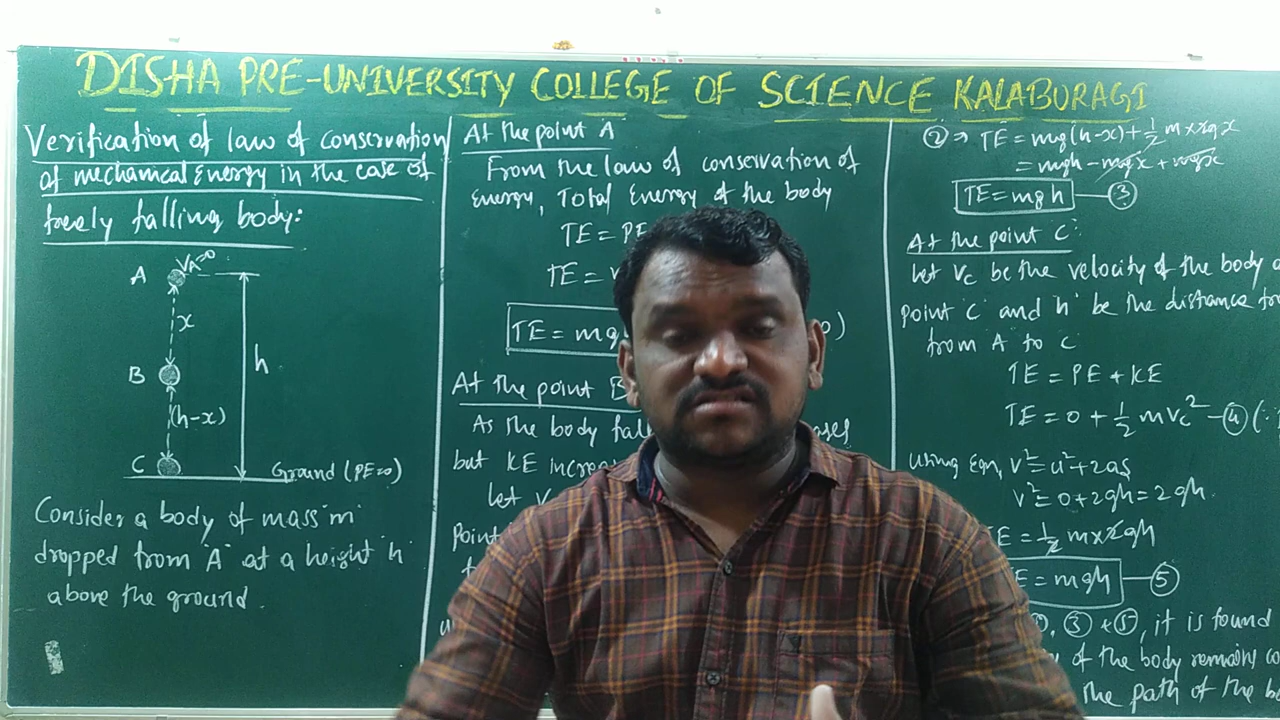 DISHA PRE-UNIVERSITY COLLEGE OF SCIENCE KALABURAGI
Verification of law of conservation
of mechanical Energy in the case of
freely falling body:
A VA=0
x
B h
(h-x)
C Ground (PE=0)
Consider a body of mass 'm'
dropped from 'A' at a height 'h'
above the ground.
At the point A
From the law of conservation of
Energy, Total Energy of the body
TE = PE
TE =
TE = mg
At the point B
As the body
but KE
Let V
Point
② ⇒ TE = mg(h-x) + 1/2 m x 2gx
= mgh - mgx + mgx
TE = mgh — ③
At the point 'C':
Let Vc be the velocity of the body
point 'C' and 'h' be the distance
from 'A' to 'C'
TE = PE + KE
TE = 0 + 1/2 mVc² — ④ (∵
Using Eqn, V² = u² + 2as
V² = 0 + 2gh = 2gh.
E = 1/2 m x 2gh
E = mgh — ⑤
③ & ⑤, it is found
of the body remains
the path of the